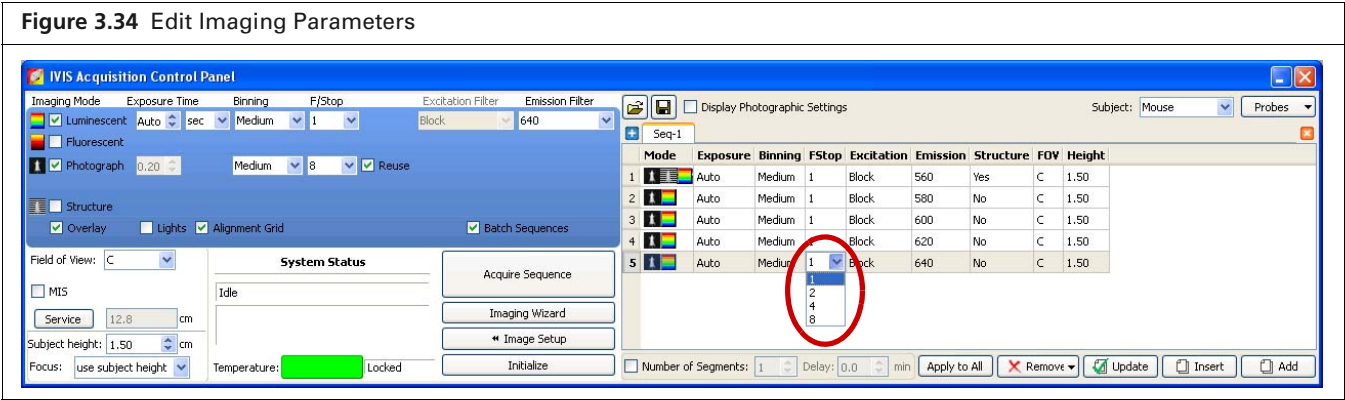 Figure 3.34 Edit Imaging Parameters
IVIS Acquisition Control Panel
Imaging Mode Exposure Time Binning F/Stop Excitation Filter Emission Filter
Luminescent Auto sec Medium 1 Block 640
Fluorescent
Photograph 0.20 Medium 8 Reuse
Structure
Overlay Lights Alignment Grid Batch Sequences
Field of View: C
MIS
Service 12.8 cm
Subject height: 1.50 cm
Focus: use subject height
System Status
Idle
Temperature: Locked
Acquire Sequence
Imaging Wizard
Image Setup
Initialize
Display Photographic Settings Subject: Mouse Probes
Seq-1
Mode Exposure Binning FStop Excitation Emission Structure FOV Height
1 Auto Medium 1 Block 560 Yes C 1.50
2 Auto Medium 1 Block 580 No C 1.50
3 Auto Medium 1 Block 600 No C 1.50
4 Auto Medium 1 Block 620 No C 1.50
5 Auto Medium 1 Block 640 No C 1.50
1
2
4
8
Number of Segments: 1 Delay: 0.0 min Apply to All Remove Update Insert Add